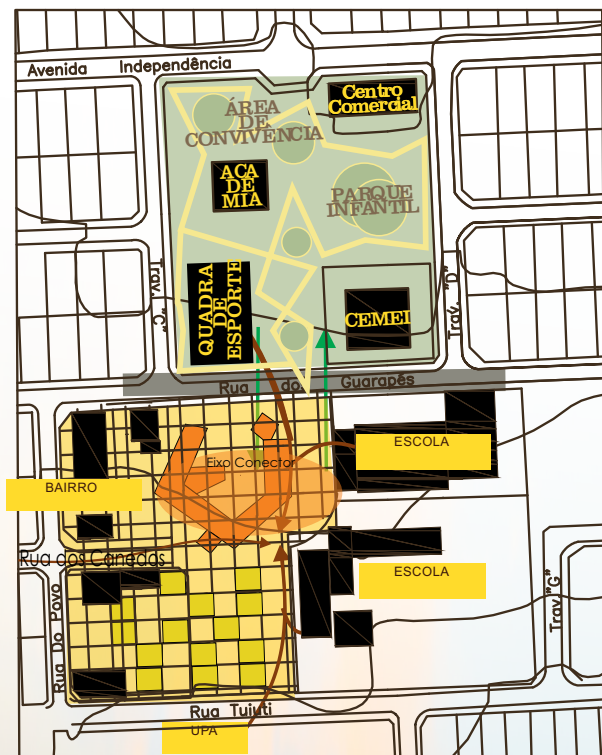 Avenida Independência
Centro
Comercial
ÁREA
DE
CONVIVÊNCIA
ACA
DE
MIA
PARQUE
INFANTIL
Trav. "C"
QUADRA
DE
ESPORTE
CEMEI
Trav. "D"
Rua dos Guarapés
ESCOLA
Eixo Conector
BAIRRO
Rua dos Canedos
ESCOLA
Rua Do Povo
Trav."G"
Rua Tuiuti
UPA